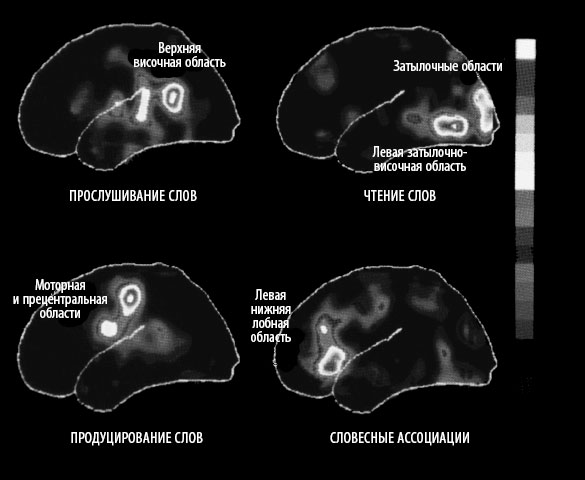 Верхняя
височная область
Затылочные области
Левая затылочно-
височная область
ПРОСЛУШИВАНИЕ СЛОВ
ЧТЕНИЕ СЛОВ
Моторная
и прецентральная
области
Левая
нижняя
лобная
область
ПРОДУЦИРОВАНИЕ СЛОВ
СЛОВЕСНЫЕ АССОЦИАЦИИ